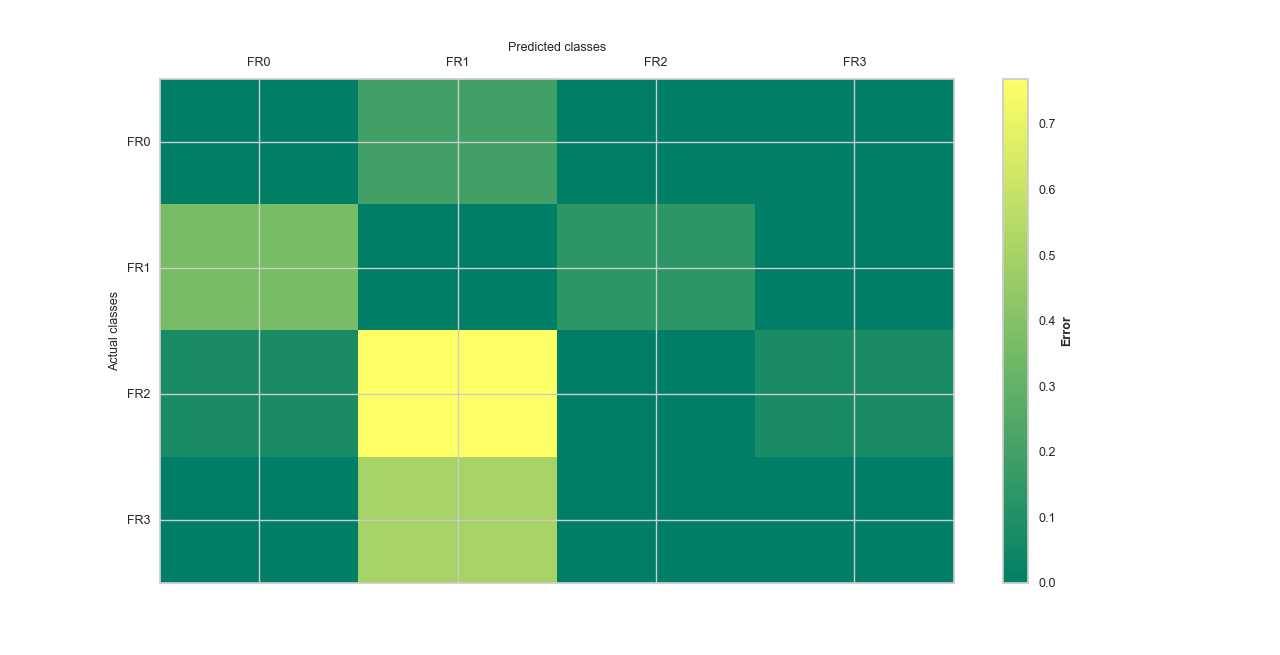 Predicted classes
FR0 FR1 FR2 FR3
FR0
FR1
FR2
FR3
Actual classes
0.7
0.6
0.5
0.4
0.3
0.2
0.1
0.0
Error